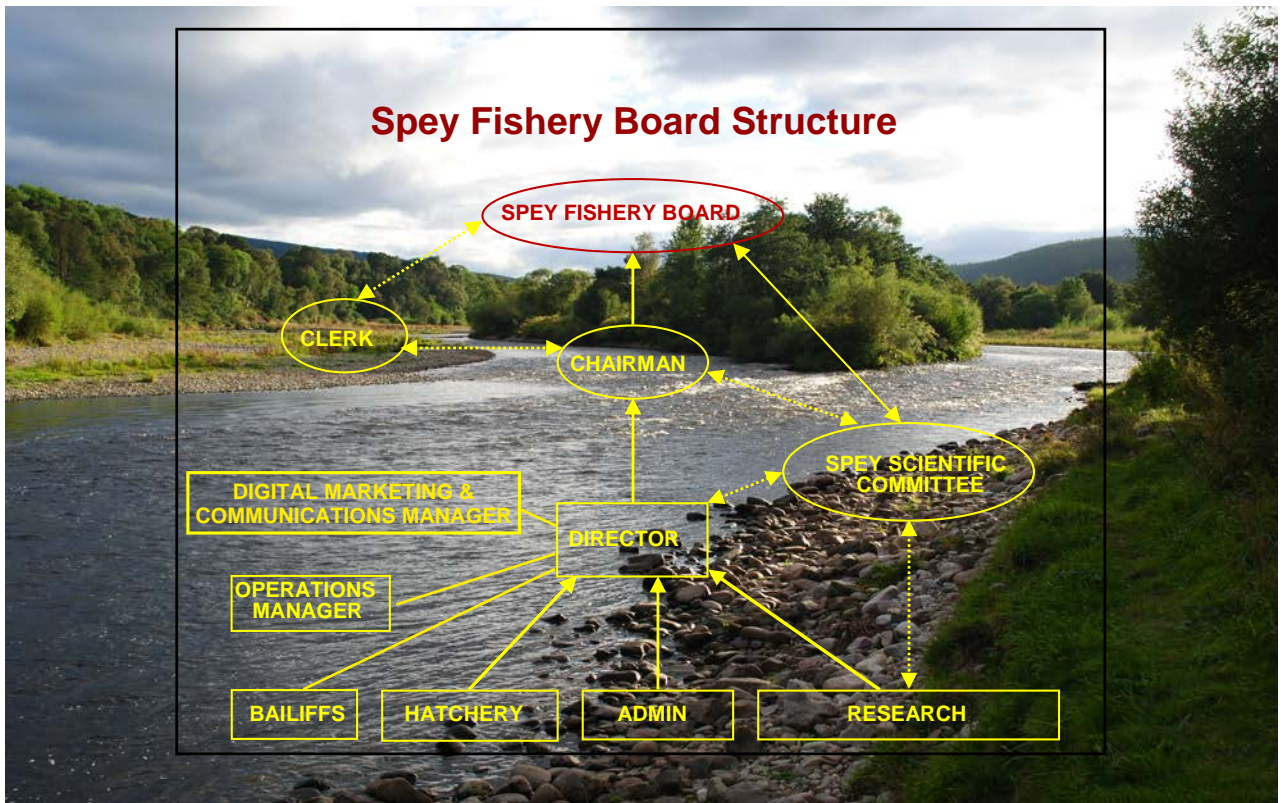 Spey Fishery Board Structure
SPEY FISHERY BOARD
CLERK
CHAIRMAN
SPEY SCIENTIFIC
COMMITTEE
DIGITAL MARKETING &
COMMUNICATIONS MANAGER
DIRECTOR
OPERATIONS
MANAGER
BAILIFFS
HATCHERY
ADMIN
RESEARCH